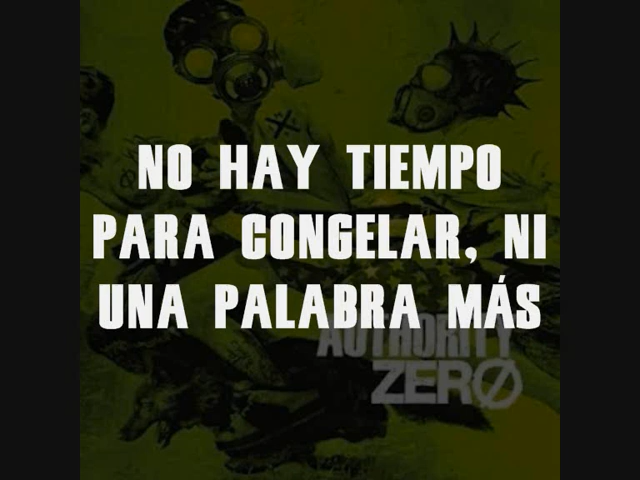 NO HAY TIEMPO
PARA CONGELAR, NI
UNA PALABRA MÁS
AUTHORITY
ZERØ